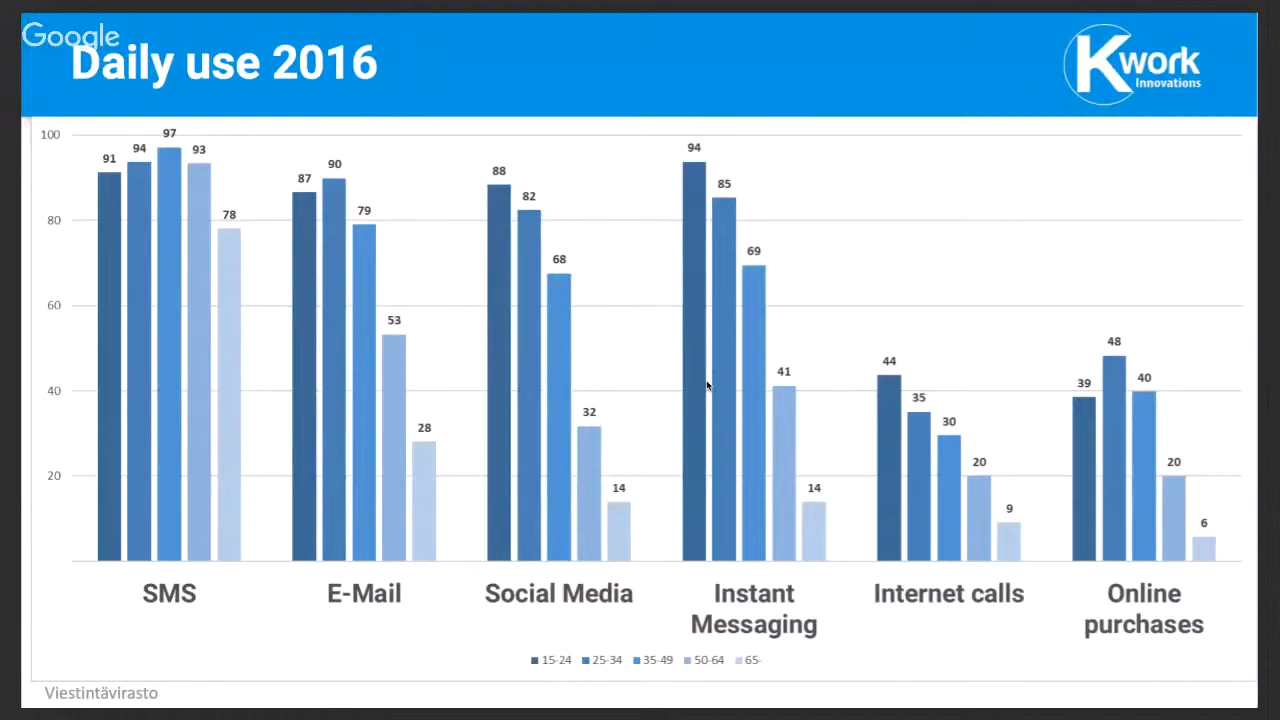 Google
Daily use 2016
Kwork
Innovations
100
80
60
40
20
91 94 97 93 78
87 90 79 53 28
88 82 68 32 14
94 85 69 41 14
44 35 30 20 9
39 48 40 20 6
SMS
E-Mail
Social Media
Instant
Messaging
Internet calls
Online
purchases
15-24 25-34 35-49 50-64 65-
Viestintävirasto